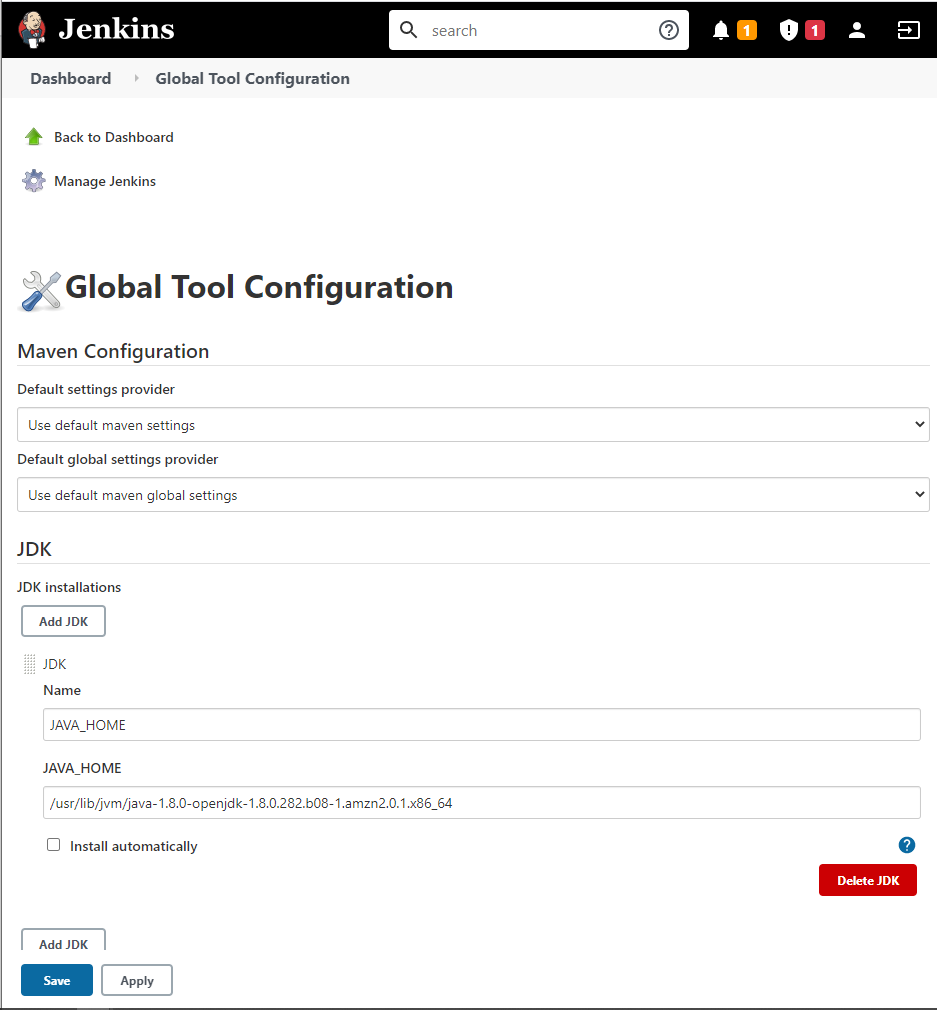 Jenkins
search
1
1
Dashboard
Global Tool Configuration
Back to Dashboard
Manage Jenkins
Global Tool Configuration
Maven Configuration
Default settings provider
Use default maven settings
Default global settings provider
Use default maven global settings
JDK
JDK installations
Add JDK
JDK
Name
JAVA_HOME
JAVA_HOME
/usr/lib/jvm/java-1.8.0-openjdk-1.8.0.282.b08-1.amzn2.0.1.x86_64
Install automatically
Delete JDK
Add JDK
Save
Apply